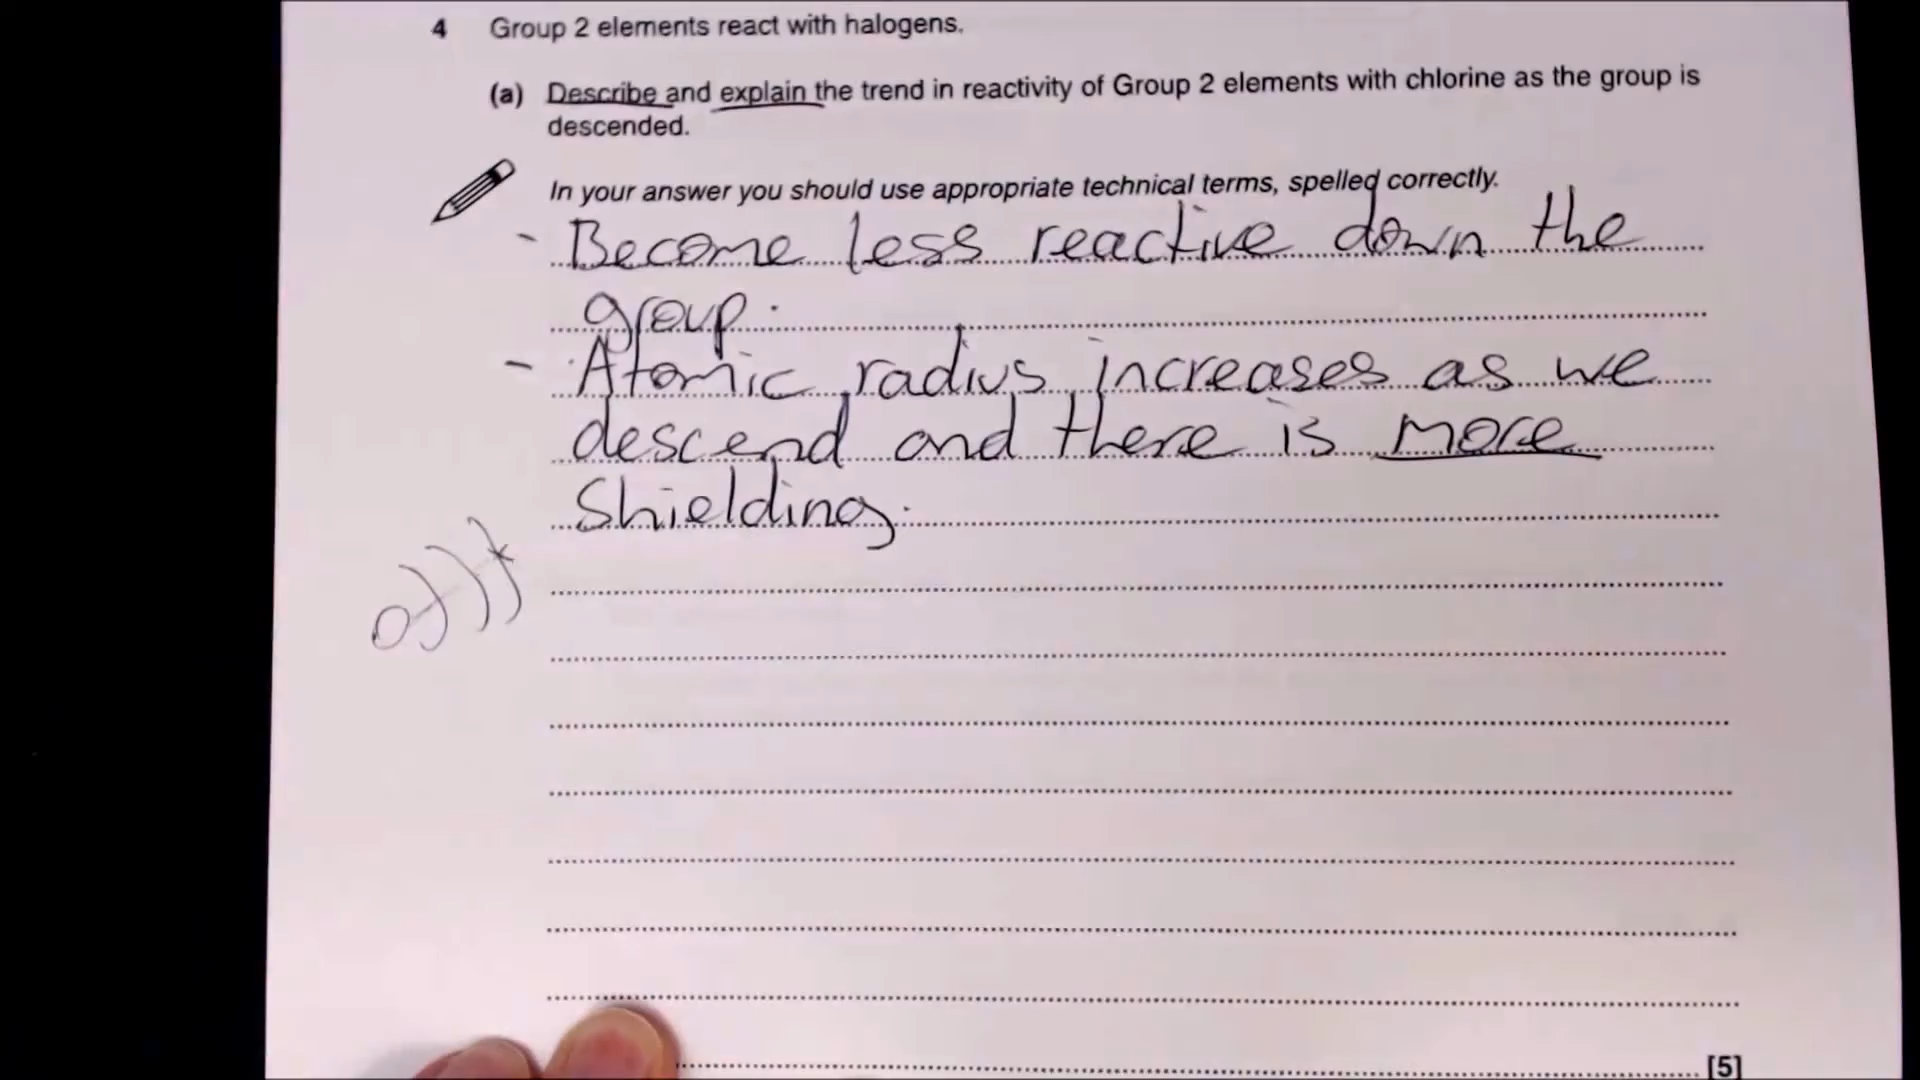 4 Group 2 elements react with halogens.
(a) Describe and explain the trend in reactivity of Group 2 elements with chlorine as the group is
descended.
In your answer you should use appropriate technical terms, spelled correctly.
- Become less reactive down the
group.
- Atomic radius increases as we
descend and there is more
Shielding.
[5]